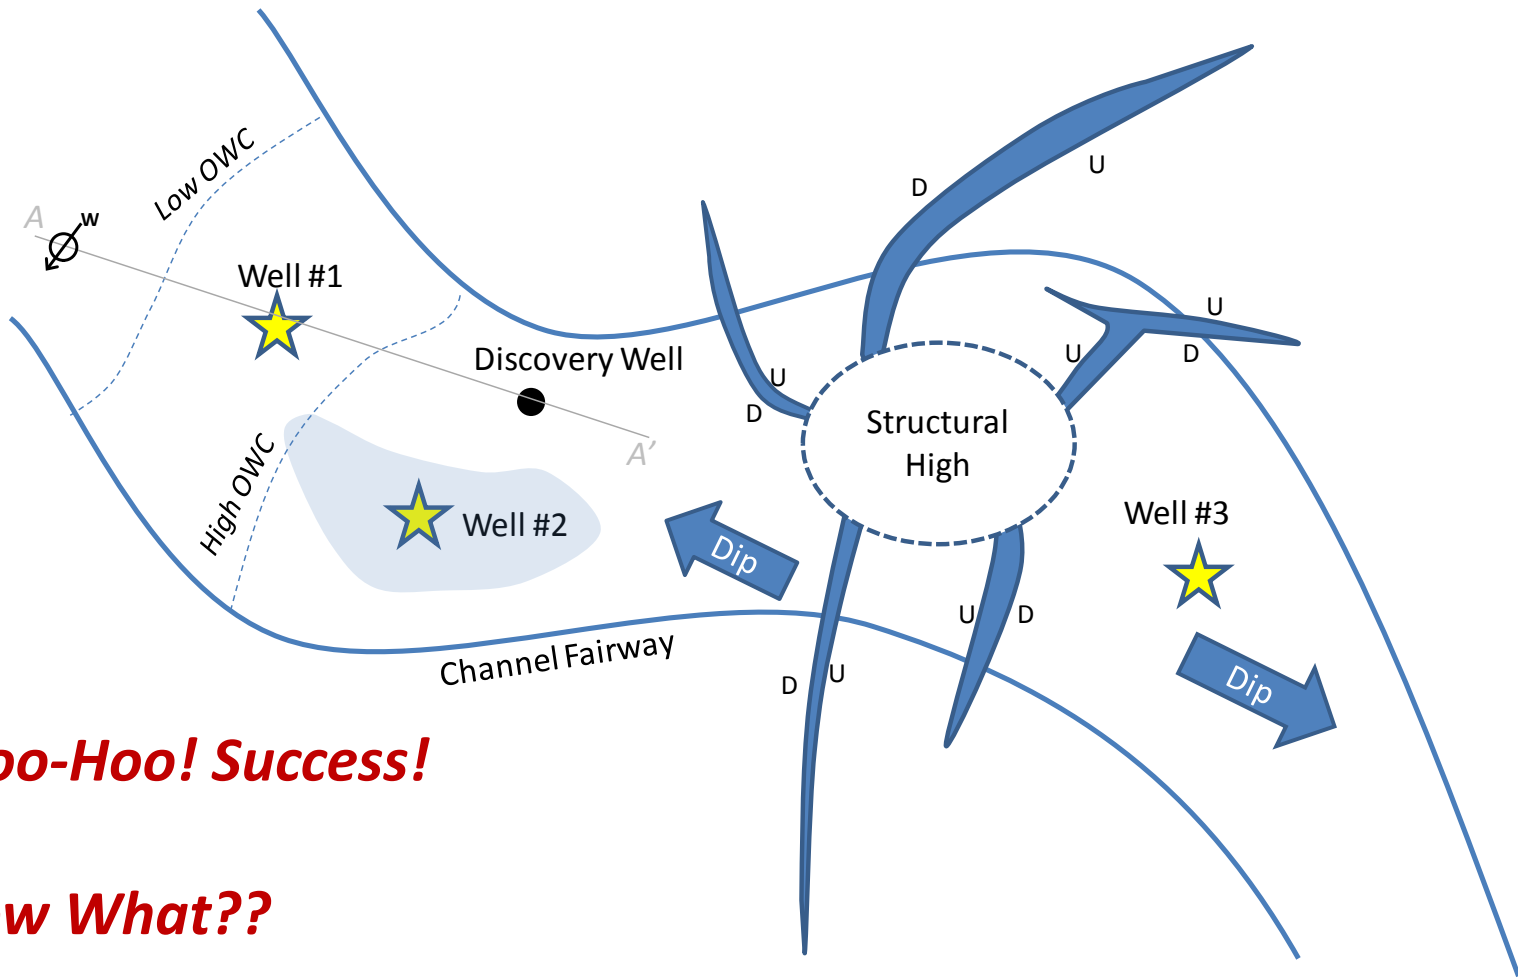 U
D
Low OWC
A
W
Well #1
U
U
D
Discovery Well
U
D
Structural
High
A'
High OWC
Well #2
Well #3
Dip
U
D
Channel Fairway
D
U
Dip
oo-Hoo! Success!
ow What??